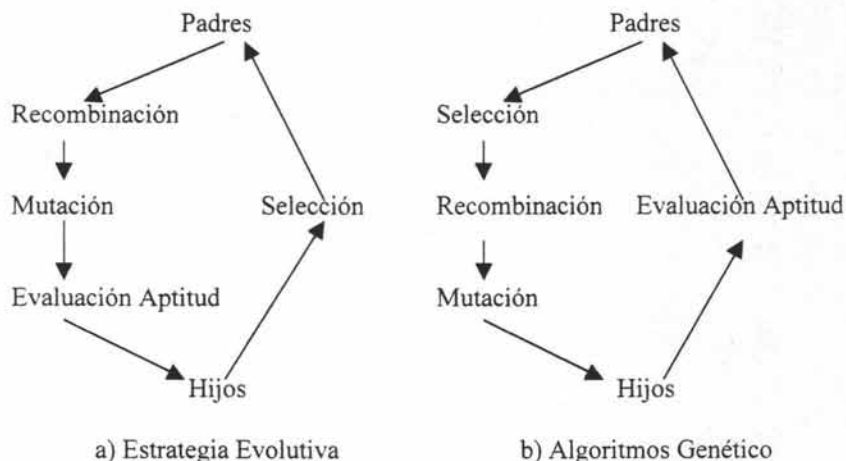 Padres
Recombinación
Mutación
Selección
Evaluación Aptitud
Hijos
a) Estrategia Evolutiva
Padres
Selección
Recombinación
Evaluación Aptitud
Mutación
Hijos
b) Algoritmos Genético